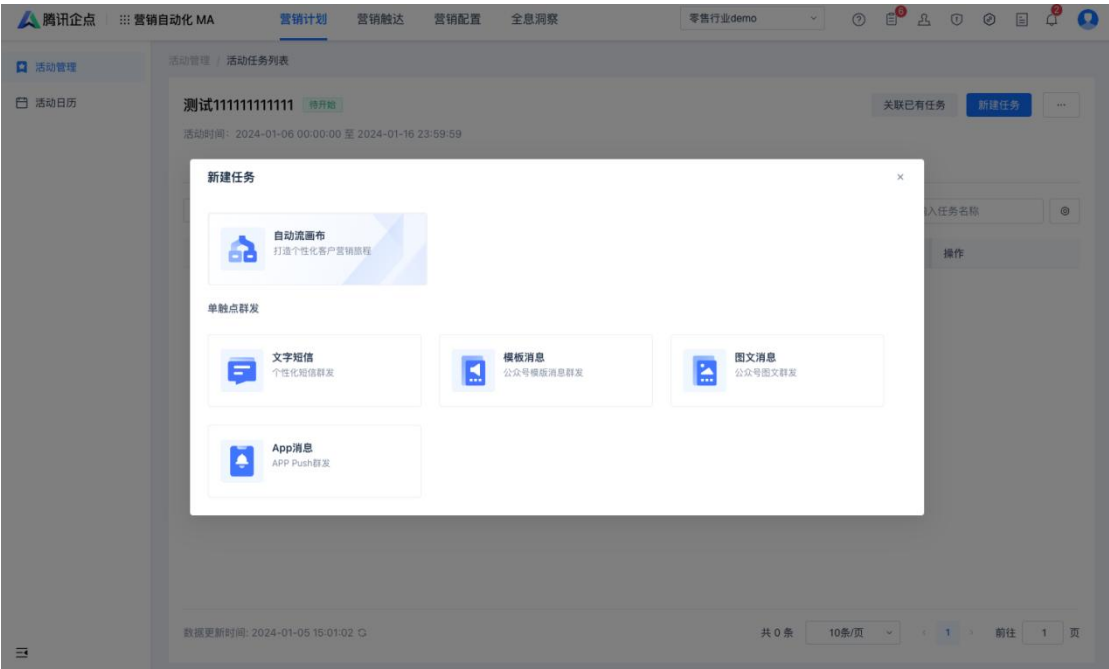 腾讯企点 营销自动化 MA 营销计划 营销触达 营销配置 全息洞察 零售行业demo 6 2
活动管理
活动日历
活动管理 / 活动任务列表
测试111111111111 待开始 关联已有任务 新建任务 ...
活动时间: 2024-01-06 00:00:00 至 2024-01-16 23:59:59
新建任务 ×
自动流画布
打造个性化客户营销旅程
入任务名称
操作
单触点群发
文字短信 模板消息 图文消息
个性化短信群发 公众号模版消息群发 公众号图文群发
App消息
APP Push群发
数据更新时间: 2024-01-05 15:01:02 共 0 条 10条/页 1 前往 1 页